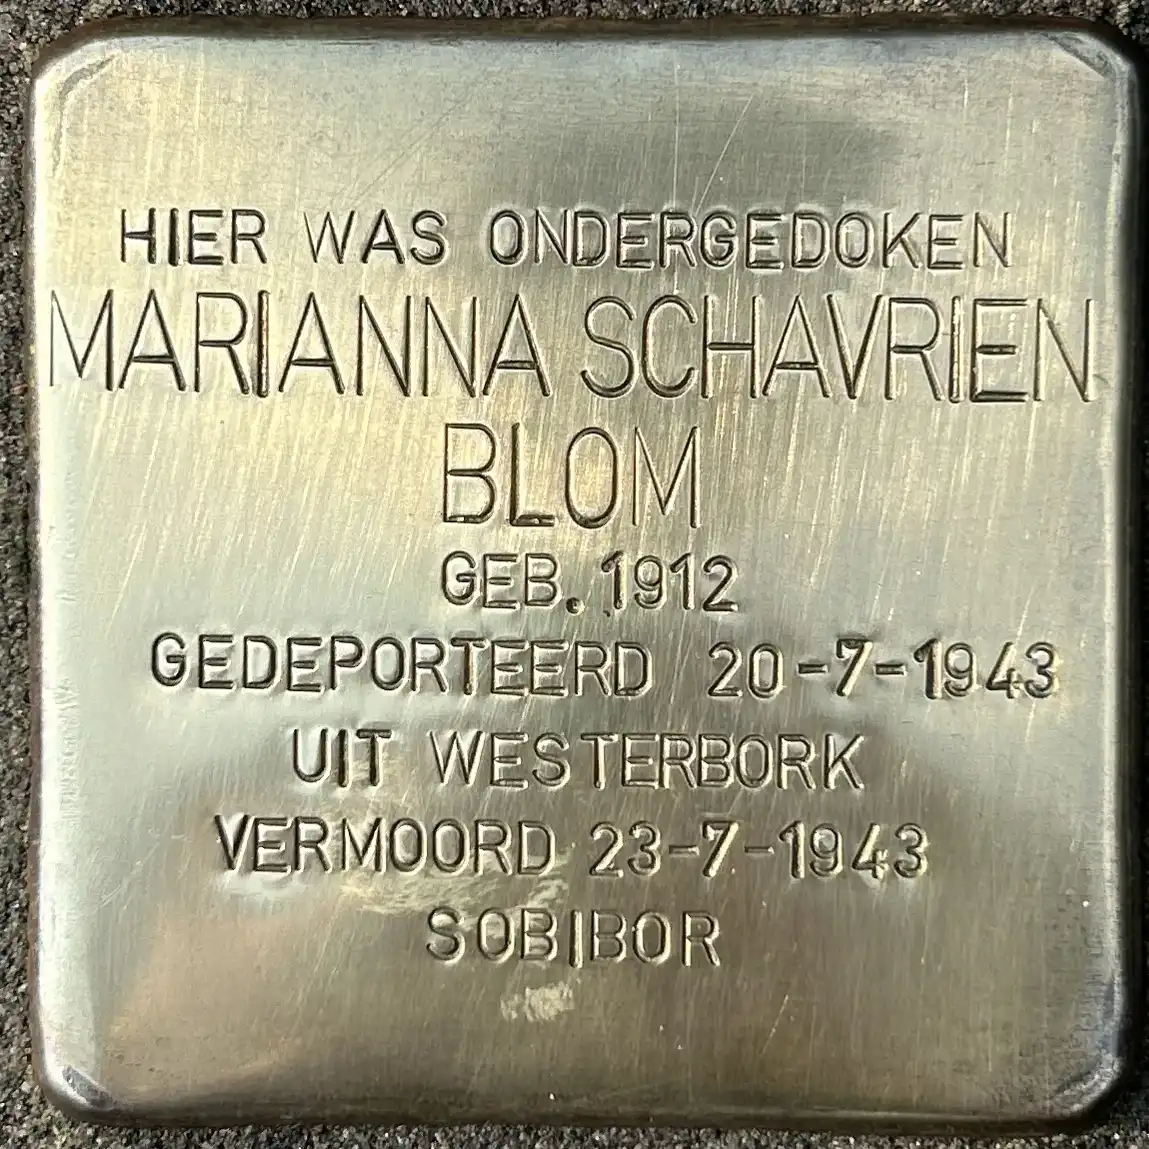 HIER WAS ONDERGEDOKEN
MARIANNA SCHAVRIEN
BLOM
GEB. 1912
GEDEPORTEERD 20-7-1943
UIT WESTERBORK
VERMOORD 23-7-1943
SOBIBOR